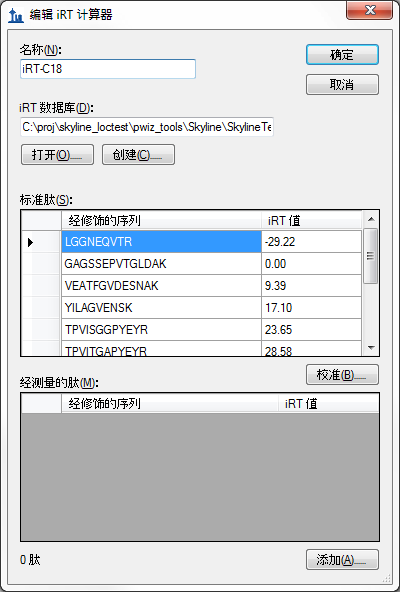 编辑 iRT 计算器
名称(N):
确定
iRT-C18
取消
iRT 数据库(D):
C:\proj\skyline_loctest\pwiz_tools\Skyline\SkylineTe
打开(O)...
创建(C)...
标准肽(S):
经修饰的序列 iRT 值
LGGNEQVTR -29.22
GAGSSEPVTGLDAK 0.00
VEATFGVDESNAK 9.39
YILAGVENSK 17.10
TPVISGGPYEYR 23.65
TPVITGAPYEYR 28.58
校准(B)...
经测量的肽(M):
经修饰的序列 iRT 值
0 肽
添加(A)...